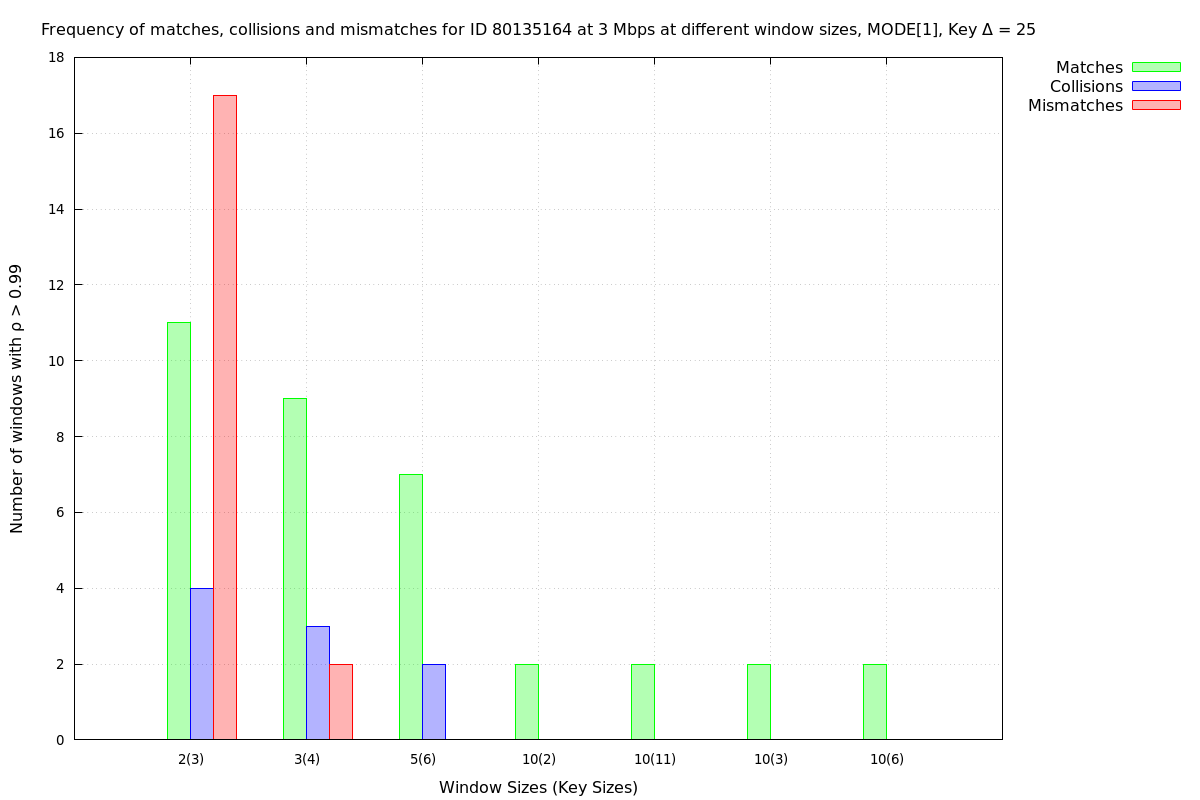 Frequency of matches, collisions and mismatches for ID 80135164 at 3 Mbps at different window sizes, MODE[1], Key Δ = 25
Matches
Collisions
Mismatches
Number of windows with ρ > 0.99
18
16
14
12
10
8
6
4
2
0
2(3) 3(4) 5(6) 10(2) 10(11) 10(3) 10(6)
Window Sizes (Key Sizes)